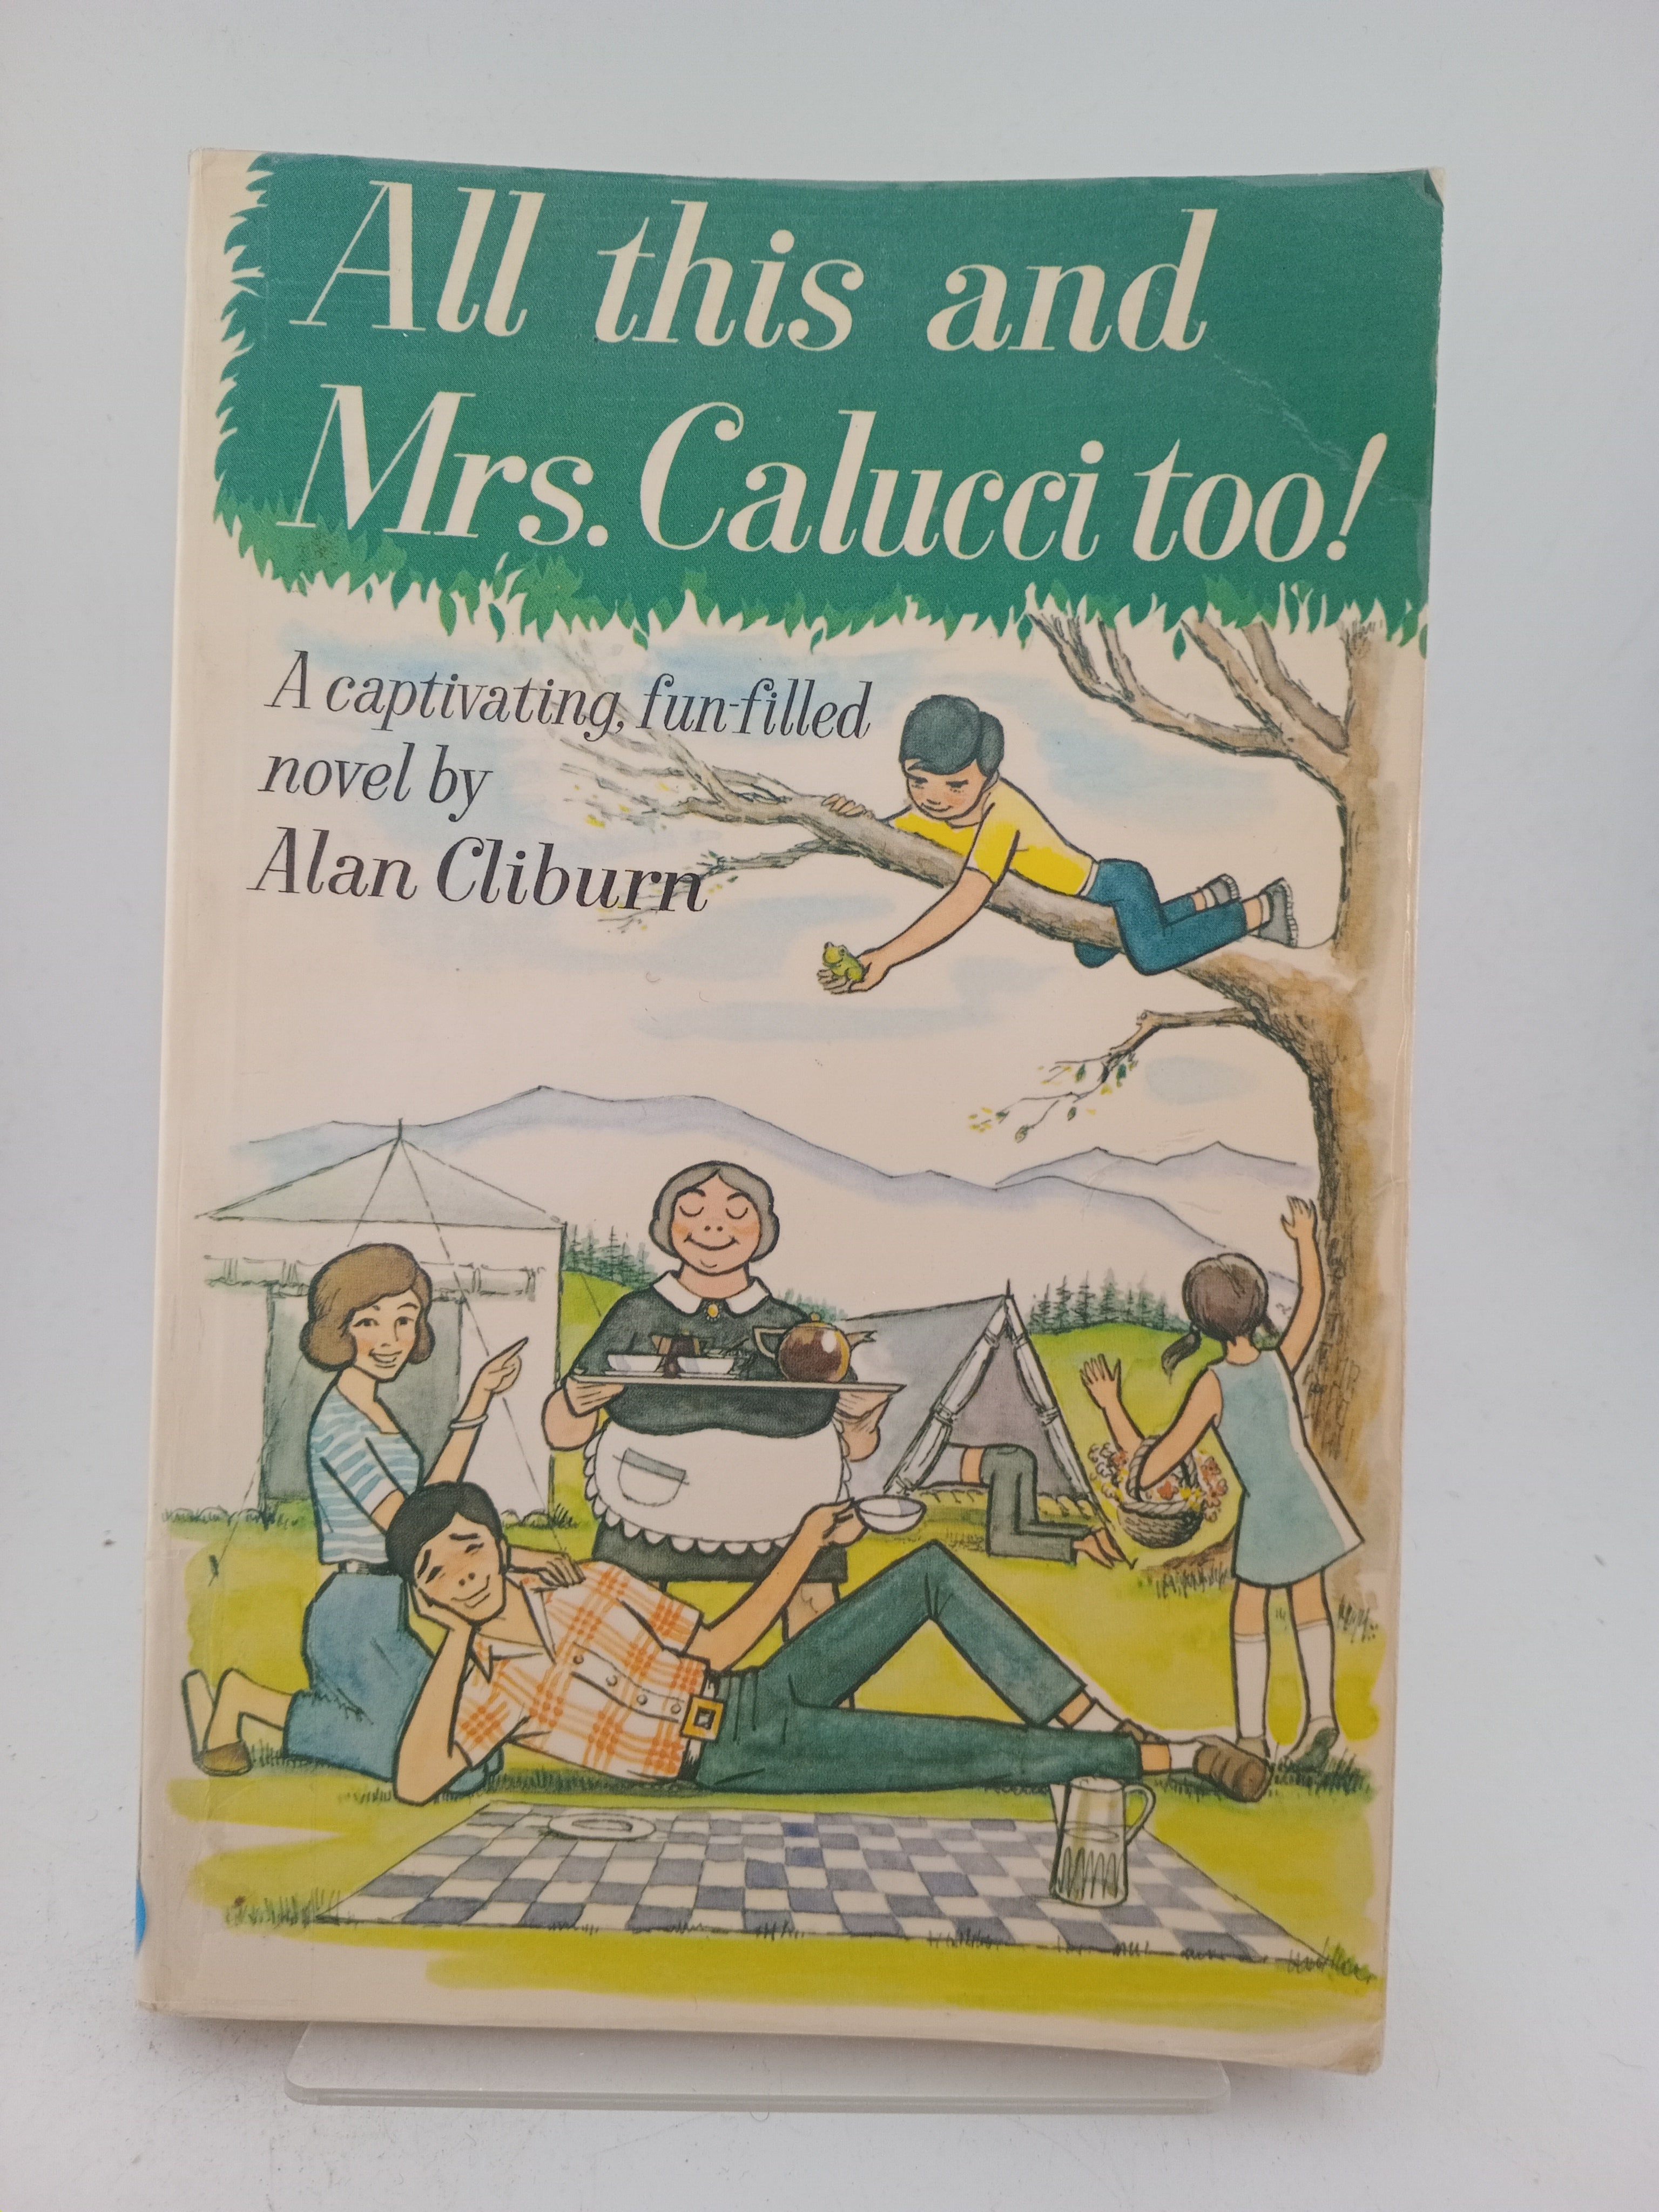 All this and
Mrs. Calucci too!
A captivating, fun-filled
novel by
Alan Cliburn